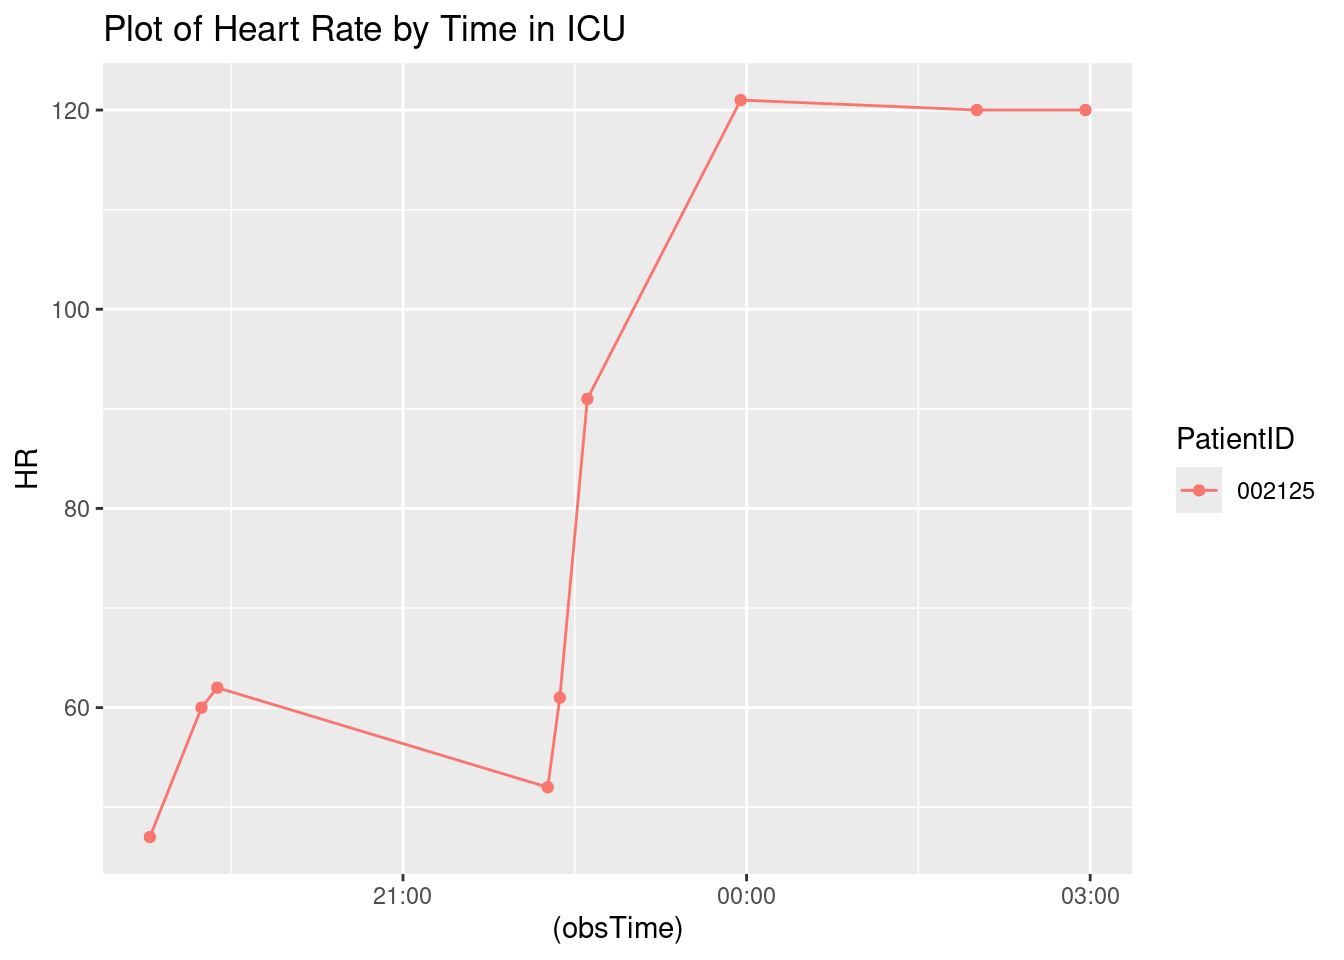 Plot of Heart Rate by Time in ICU
120
100
80
60
HR
21:00
00:00
03:00
(obsTime)
PatientID
002125